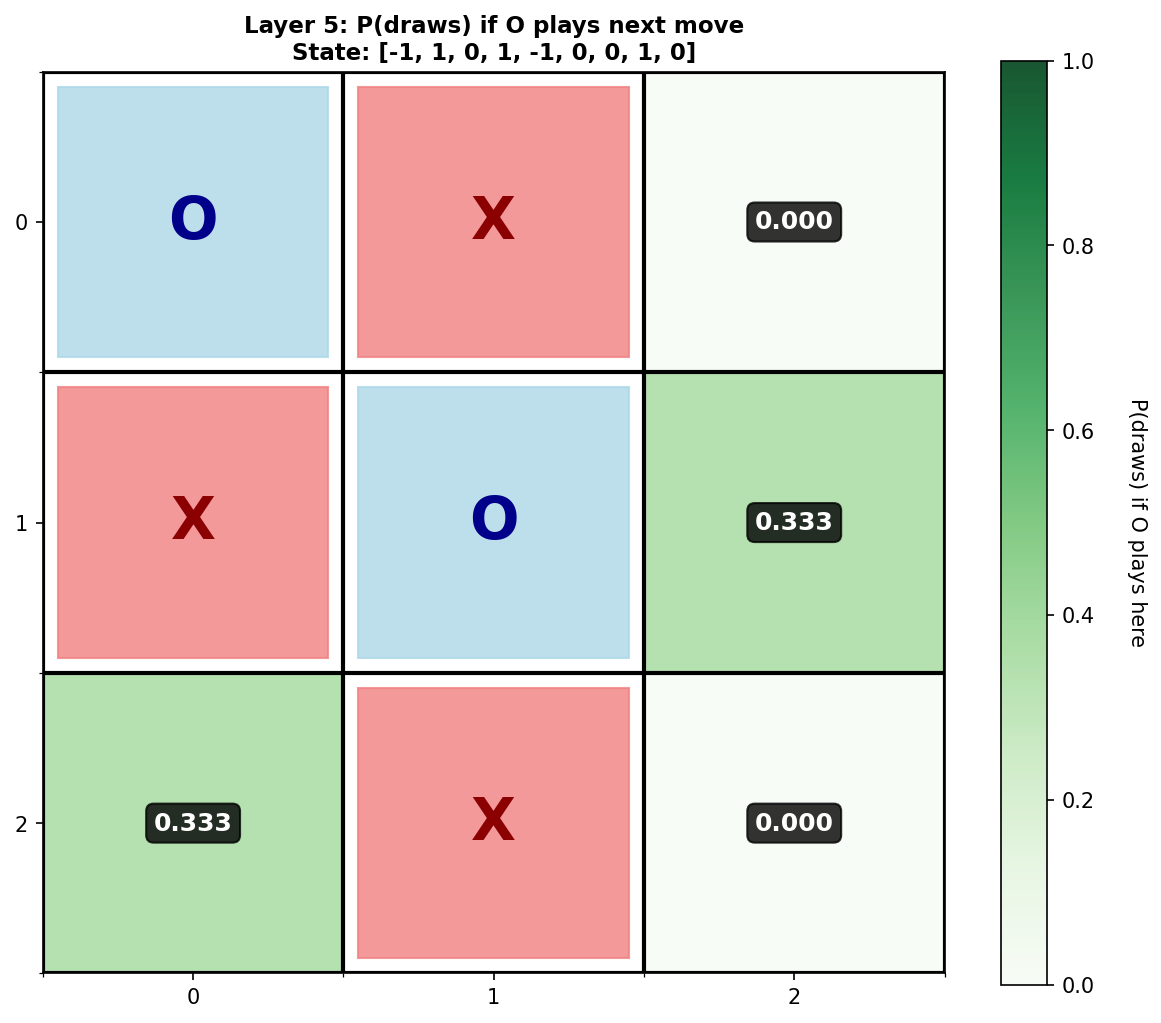 Layer 5: P(draws) if O plays next move
State: [-1, 1, 0, 1, -1, 0, 0, 1, 0]
0
O
X
0.000
1
X
O
0.333
2
0.333
X
0.000
0
1
2
1.0
0.8
0.6
0.4
0.2
0.0
P(draws) if O plays here